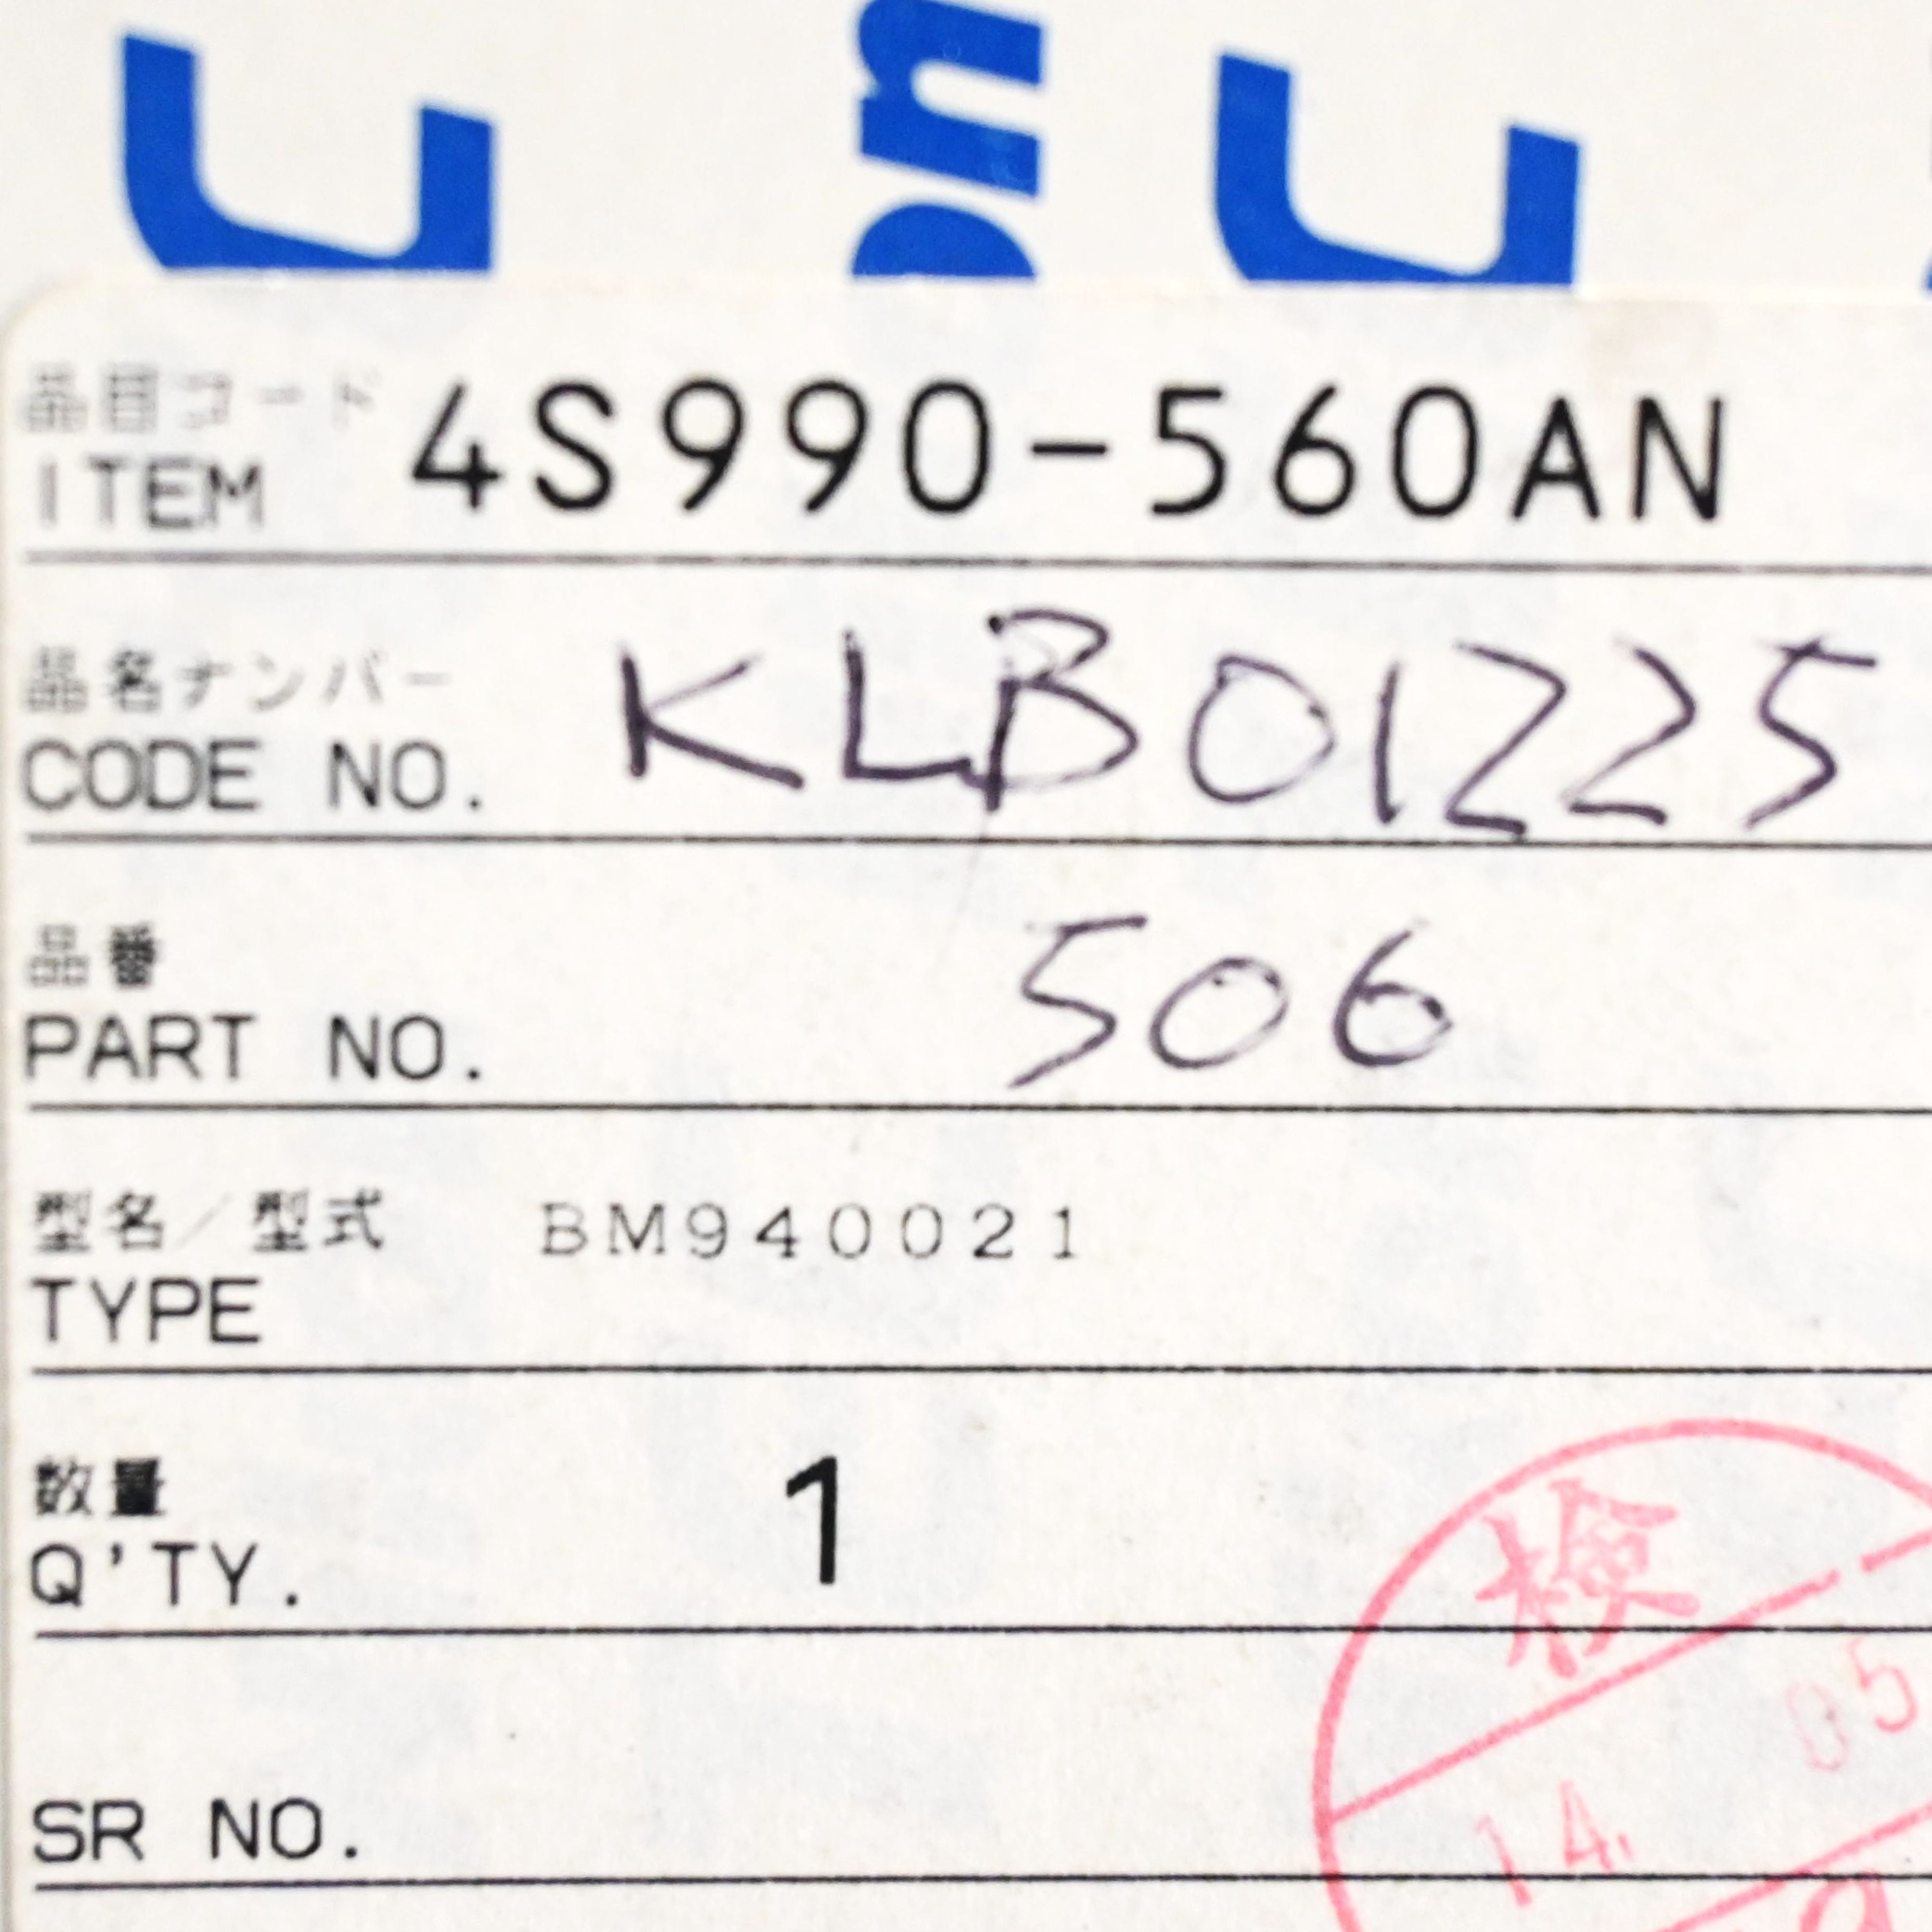 品目コード
ITEM 4S990-560AN
品名ナンバー
CODE NO. KLB01225
品番
PART NO. 506
型名/型式 BM940021
TYPE
数量
Q'TY. 1
検
05
14.
SR NO.